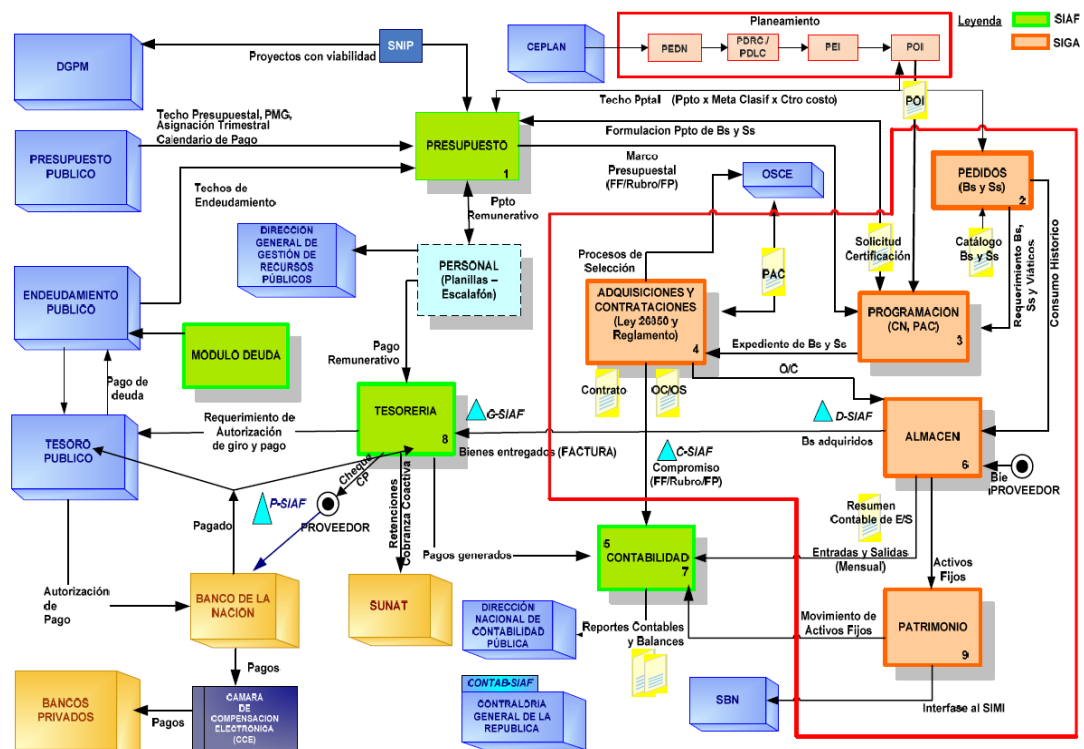 Planeamiento
Leyenda
SIAF
SIGA
SNIP
CEPLAN
PEDN
PDRC /
PDLC
PEI
POI
DGPM
Proyectos con viabilidad
Techo Pptal (Ppto x Meta Clasif x Ctro costo)
POI
Techo Presupuestal, PMG,
Asignación Trimestral
Calendario de Pago
PRESUPUESTO
PUBLICO
PRESUPUESTO
1
Formulacion Ppto de Bs y Ss
Marco
Presupuestal
(FF/Rubro/FP)
OSCE
PEDIDOS
(Bs y Ss)
2
Techos de
Endeudamiento
Ppto
Remunerativo
DIRECCIÓN
GENERAL DE
GESTIÓN DE
RECURSOS
PÚBLICOS
PERSONAL
(Planillas –
Escalafón)
Procesos de
Selección
PAC
Solicitud
Certificación
Catálogo
Bs y Ss
Requerimiento Bs,
Ss y Viáticos
Consumo Historico
ENDEUDAMIENTO
PUBLICO
ADQUISICIONES Y
CONTRATACIONES
(Ley 26850 y
Reglamento)
4
PROGRAMACION
(CN, PAC)
3
MODULO DEUDA
Pago
Remunerativo
Expediento de Bs y Ss
O/C
Pago de
deuda
Contrato
OC/OS
TESORERIA
8
G-SIAF
D-SIAF
TESORO
PUBLICO
Requerimiento de
Autorización
de giro y pago
Bienes entregados (FACTURA)
Bs adquiridos
ALMACEN
6
C-SIAF
Compromiso
(FF/Rubro/FP)
Cheque
CP
Bie
PROVEEDOR
P-SIAF
PROVEEDOR
Pagado
Retenciones
Cobranza Coactiva
Resumen
Contable de E/S
Pagos generados
5
CONTABILIDAD
7
Entradas y Salidas
(Mensual)
Activos
Fijos
Autorización
de
Pago
BANCO DE LA
NACIÓN
SUNAT
DIRECCIÓN
NACIONAL DE
CONTABILIDAD
PÚBLICA
Reportes Contables
y Balances
Movimiento de
Activos Fijos
PATRIMONIO
9
Pagos
CONTAB-SIAF
CONTRALORIA
GENERAL DE LA
REPUBLICA
SBN
Interfase al SIMI
BANCOS
PRIVADOS
Pagos
CAMARA
DE
COMPENSACION
ELECTRONICA
(CCE)